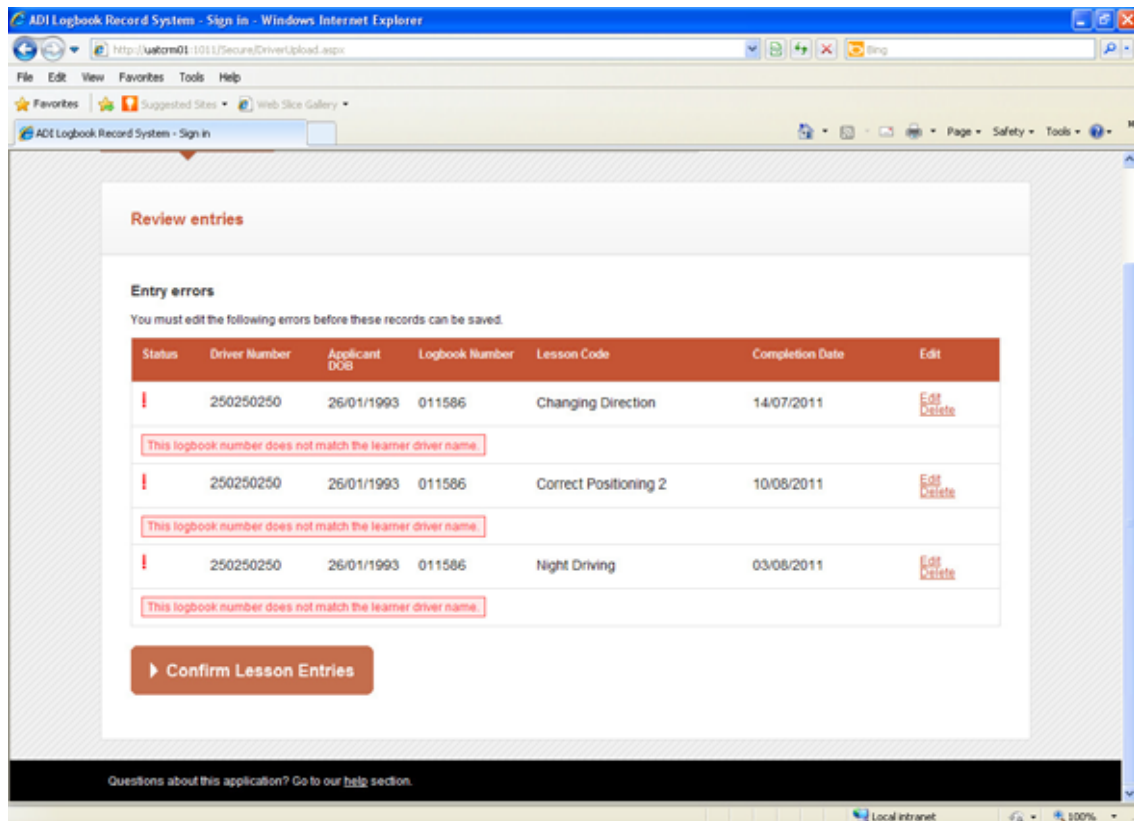 ADI Logbook Record System - Sign in - Windows Internet Explorer
http://uatcrm01:1011/Secure/DriverUpload.aspx
Bing
File Edit View Favorites Tools Help
Favorites Suggested Sites Web Slice Gallery
ADI Logbook Record System - Sign in
Page Safety Tools
Review entries
Entry errors
You must edit the following errors before these records can be saved.
Status Driver Number Applicant DOB Logbook Number Lesson Code Completion Date Edit
! 250250250 26/01/1993 011586 Changing Direction 14/07/2011 Edit
Delete
This logbook number does not match the learner driver name.
! 250250250 26/01/1993 011586 Correct Positioning 2 10/08/2011 Edit
Delete
This logbook number does not match the learner driver name.
! 250250250 26/01/1993 011586 Night Driving 03/08/2011 Edit
Delete
This logbook number does not match the learner driver name.
Confirm Lesson Entries
Questions about this application? Go to our help section.
Local intranet 100%